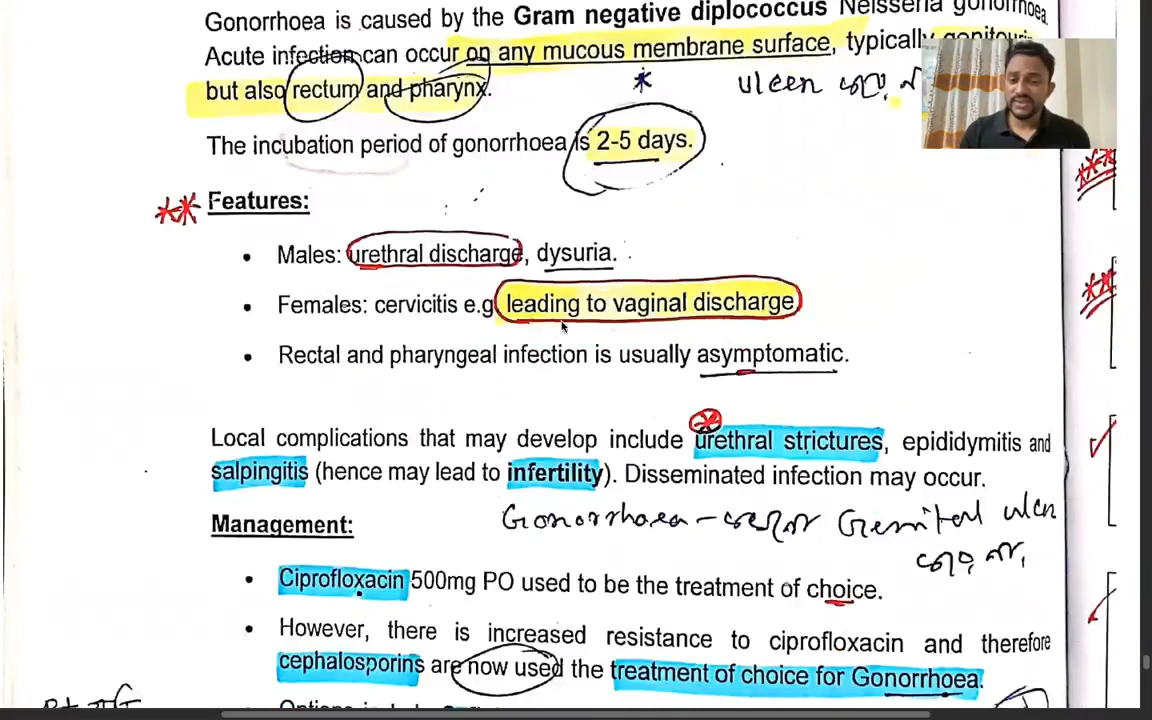 Gonorrhoea is caused by the Gram negative diplococcus Neisseria gonorrhoea
Acute infection can occur on any mucous membrane surface, typically
but also rectum and pharynx.
ulcer
The incubation period of gonorrhoea is 2-5 days.
Features:
• Males: urethral discharge, dysuria.
• Females: cervicitis e.g leading to vaginal discharge
• Rectal and pharyngeal infection is usually asymptomatic.
Local complications that may develop include urethral strictures, epididymitis and
salpingitis (hence may lead to infertility). Disseminated infection may occur.
Gonorrhoea - Genital ulcer
Management:
• Ciprofloxacin 500mg PO used to be the treatment of choice.
• However, there is increased resistance to ciprofloxacin and therefore
cephalosporins are now used the treatment of choice for Gonorrhoea.